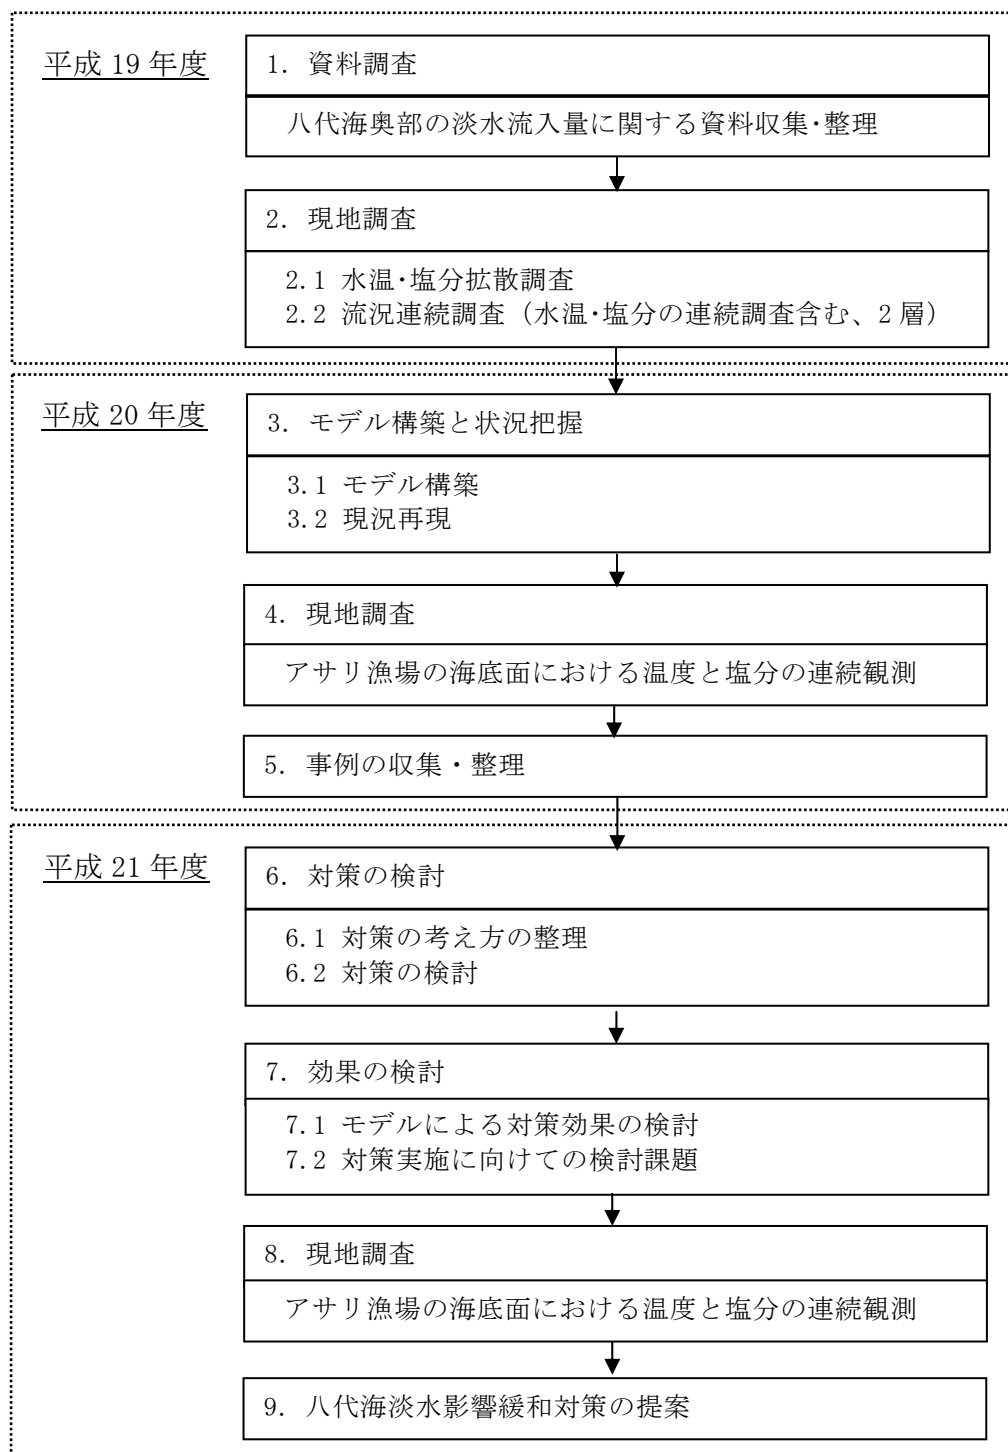 平成 19 年度
1. 資料調査
八代海奥部の淡水流入量に関する資料収集･整理
2. 現地調査
2.1 水温･塩分拡散調査
2.2 流況連続調査（水温･塩分の連続調査含む、2 層）
平成 20 年度
3. モデル構築と状況把握
3.1 モデル構築
3.2 現況再現
4. 現地調査
アサリ漁場の海底面における温度と塩分の連続観測
5. 事例の収集・整理
平成 21 年度
6. 対策の検討
6.1 対策の考え方の整理
6.2 対策の検討
7. 効果の検討
7.1 モデルによる対策効果の検討
7.2 対策実施に向けての検討課題
8. 現地調査
アサリ漁場の海底面における温度と塩分の連続観測
9. 八代海淡水影響緩和対策の提案